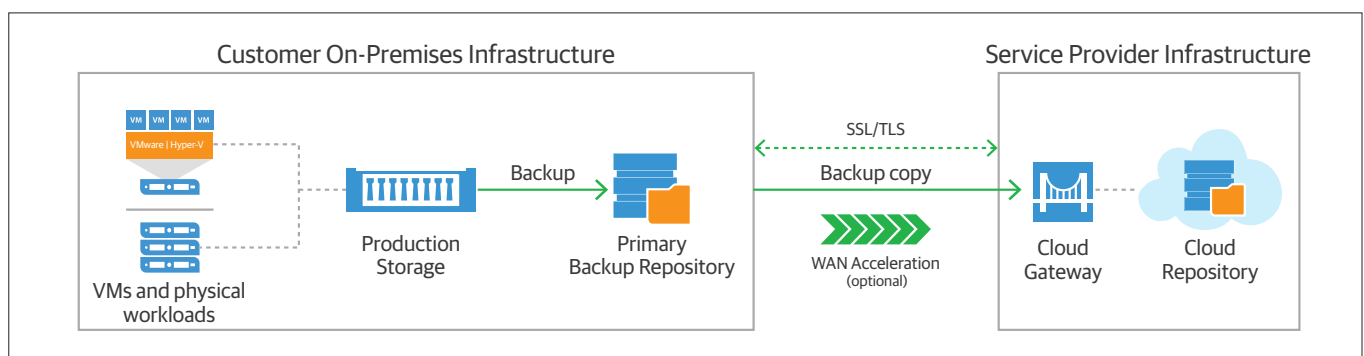 Customer On-Premises Infrastructure
Service Provider Infrastructure
VM VM VM VM
VMware | Hyper-V
VMs and physical
workloads
Production
Storage
Backup
Primary
Backup Repository
SSL/TLS
Backup copy
WAN Acceleration
(optional)
Cloud
Gateway
Cloud
Repository